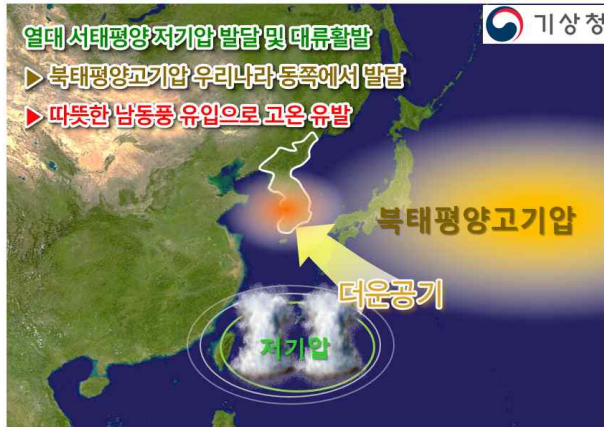 열대 서태평양 저기압 발달 및 대류활발
기상청
▶ 북태평양고기압 우리나라 동쪽에서 발달
▶ 따뜻한 남동풍 유입으로 고온 유발
북태평양고기압
더운공기
저기압